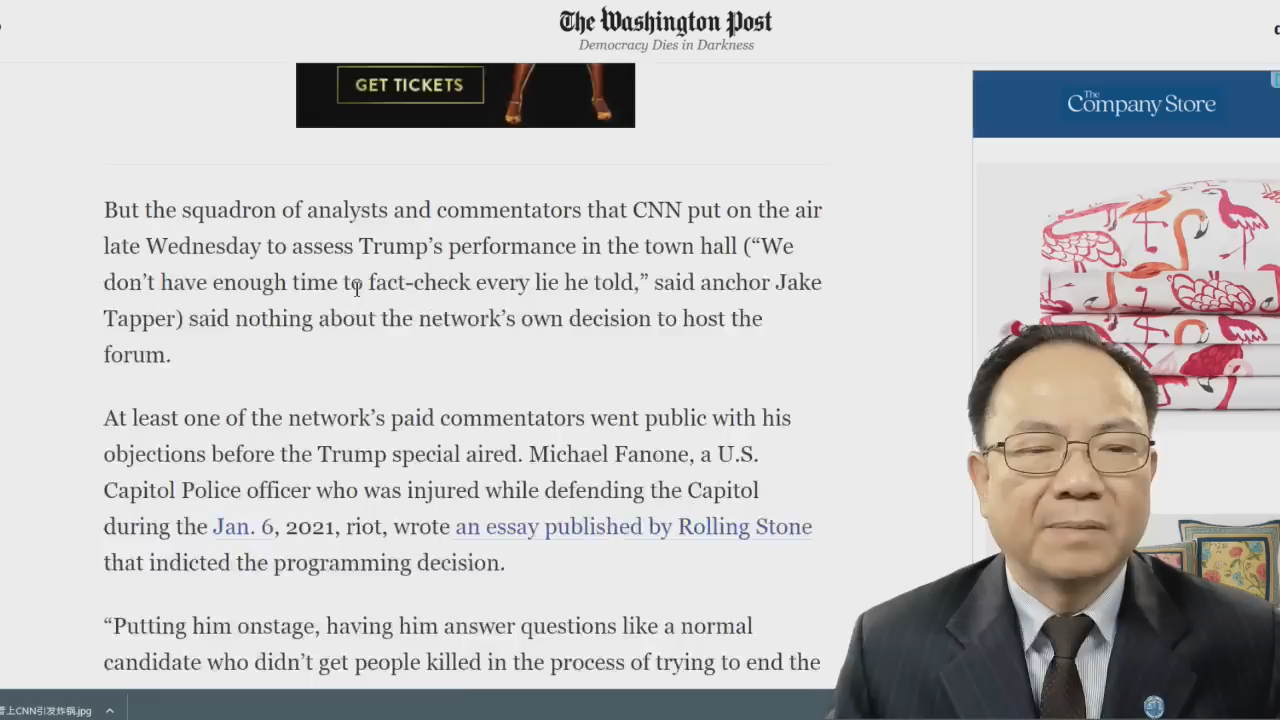 The Washington Post
Democracy Dies in Darkness
GET TICKETS
The
Company Store
But the squadron of analysts and commentators that CNN put on the air
late Wednesday to assess Trump’s performance in the town hall (“We
don’t have enough time to fact-check every lie he told,” said anchor Jake
Tapper) said nothing about the network’s own decision to host the
forum.
At least one of the network’s paid commentators went public with his
objections before the Trump special aired. Michael Fanone, a U.S.
Capitol Police officer who was injured while defending the Capitol
during the Jan. 6, 2021, riot, wrote an essay published by Rolling Stone
that indicted the programming decision.
“Putting him onstage, having him answer questions like a normal
candidate who didn’t get people killed in the process of trying to end the
上CNN引发炸锅.jpg